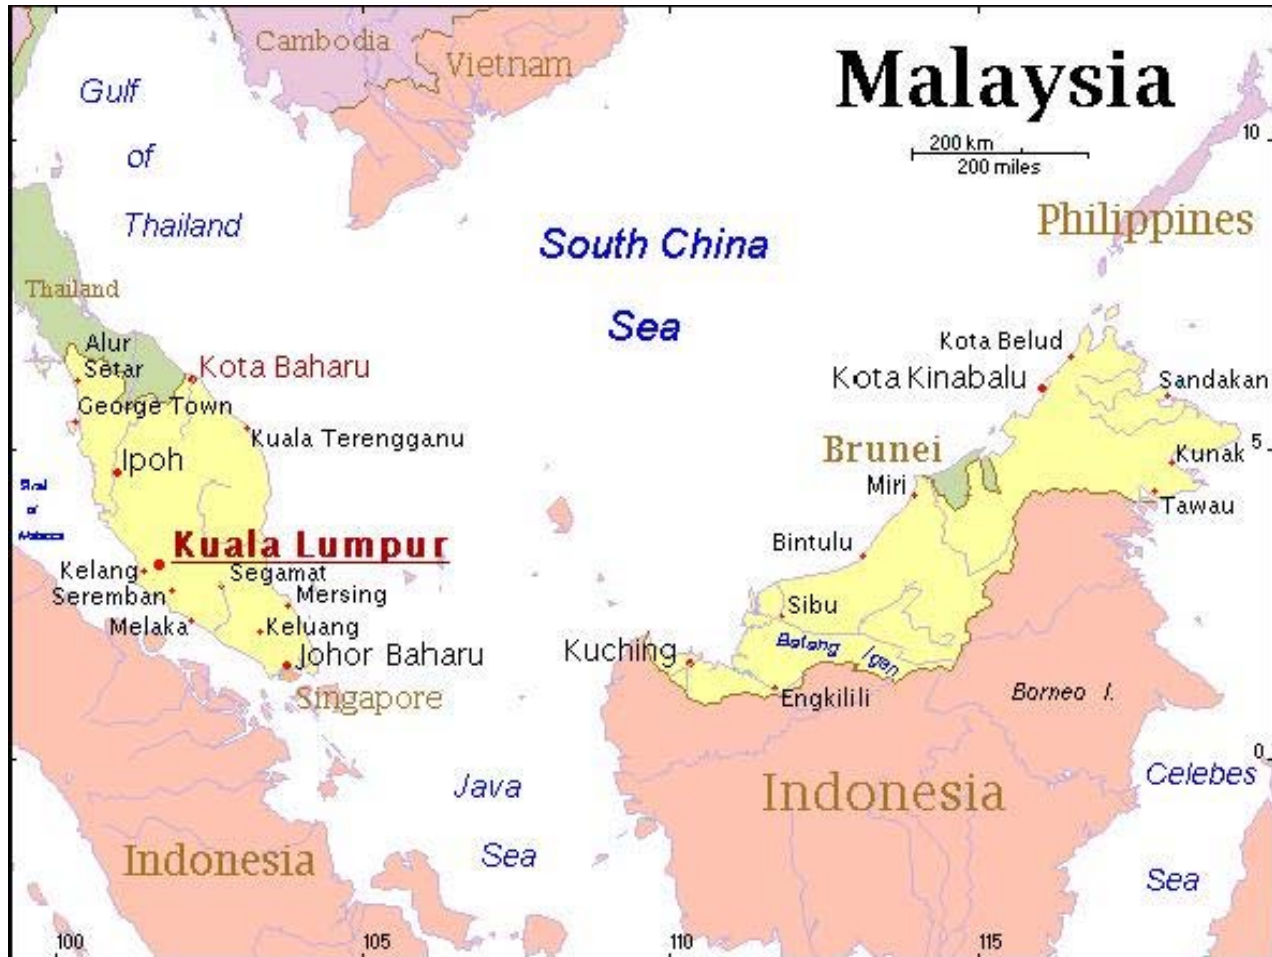 Cambodia
Vietnam
Malaysia
Gulf
of
Thailand
10
200 km
200 miles
Philippines
South China
Sea
Thailand
Alur
Setar
Kota Baharu
George Town
Kuala Terengganu
Ipoh
Kota Belud
Kota Kinabalu
Sandakan
Brunei
Kunak
5
Miri
Tawau
Kuala Lumpur
Bintulu
Kelang
Segamat
Seremban
Mersing
Melaka
Keluang
Sibu
Johor Baharu
Kuching
Batang Igan
Singapore
Engkilili
Borneo I.
0
Java
Sea
Indonesia
Celebes
Sea
Indonesia
100
105
110
115